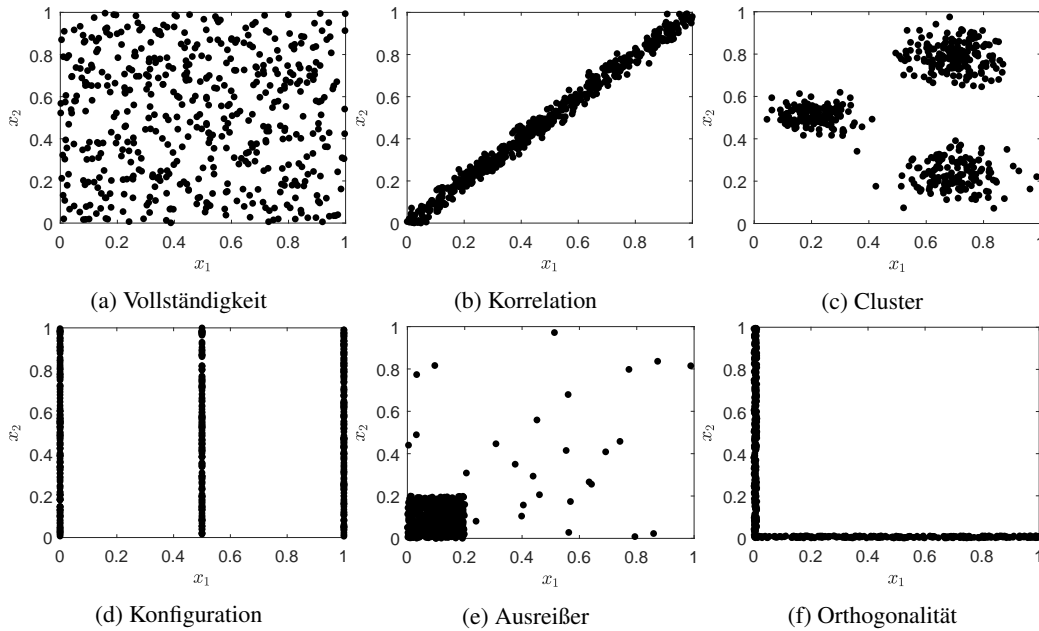 1
0.8
0.6
0.4
0.2
0
x2
0 0.2 0.4 0.6 0.8 1
x1
(a) Vollständigkeit
1
0.8
0.6
0.4
0.2
0
x2
0 0.2 0.4 0.6 0.8 1
x1
(b) Korrelation
1
0.8
0.6
0.4
0.2
0
x2
0 0.2 0.4 0.6 0.8 1
x1
(c) Cluster
1
0.8
0.6
0.4
0.2
0
x2
0 0.2 0.4 0.6 0.8 1
x1
(d) Konfiguration
1
0.8
0.6
0.4
0.2
0
x2
0 0.2 0.4 0.6 0.8 1
x1
(e) Ausreißer
1
0.8
0.6
0.4
0.2
0
x2
0 0.2 0.4 0.6 0.8 1
x1
(f) Orthogonalität